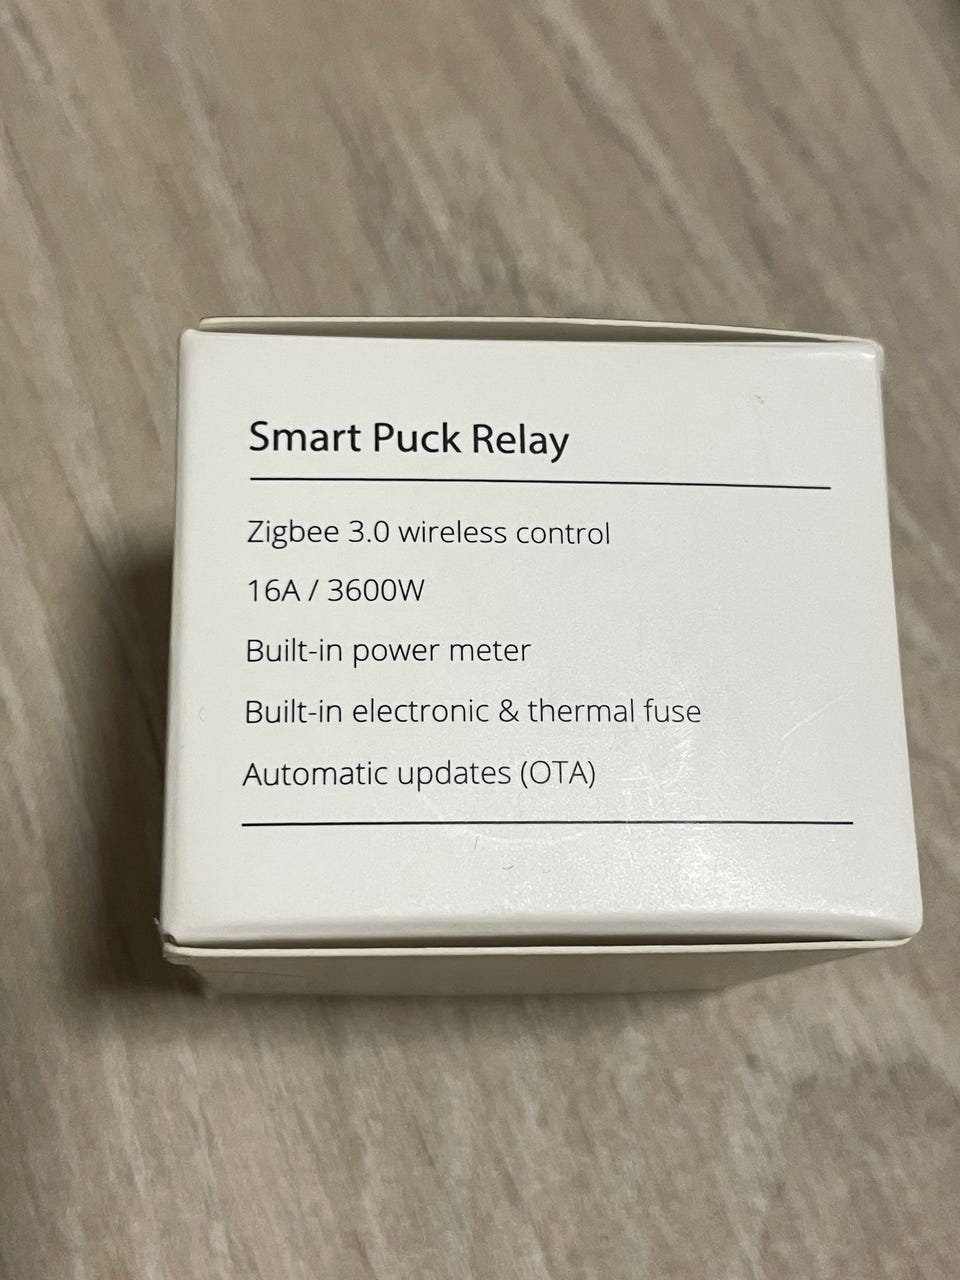 Smart Puck Relay
Zigbee 3.0 wireless control
16A / 3600W
Built-in power meter
Built-in electronic & thermal fuse
Automatic updates (OTA)